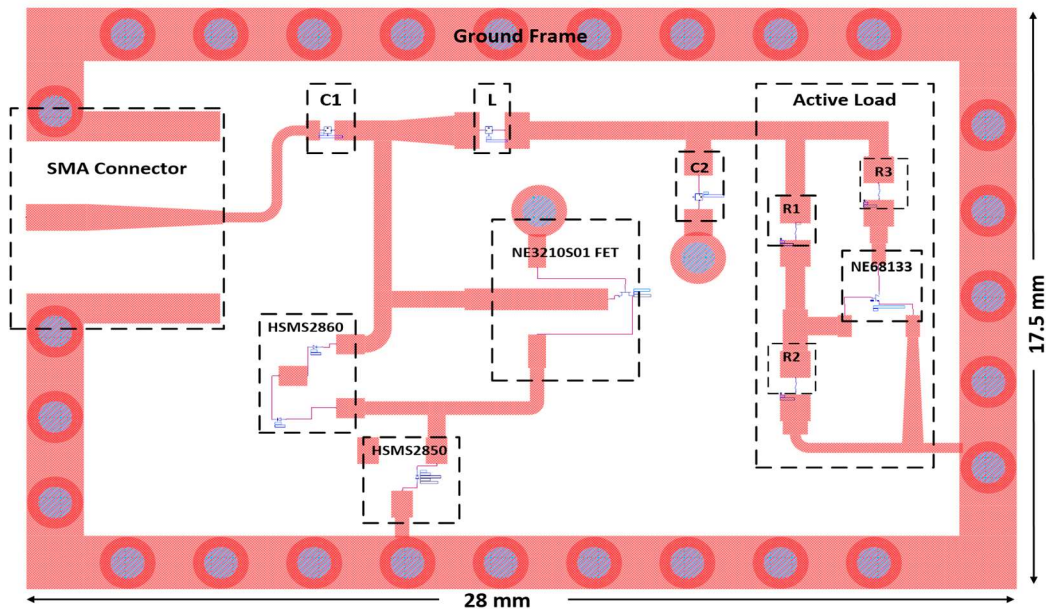 Ground Frame
C1
L
Active Load
SMA Connector
C2
R3
R1
NE3210S01 FET
NE68133
HSMS2860
R2
HSMS2850
17.5 mm
28 mm